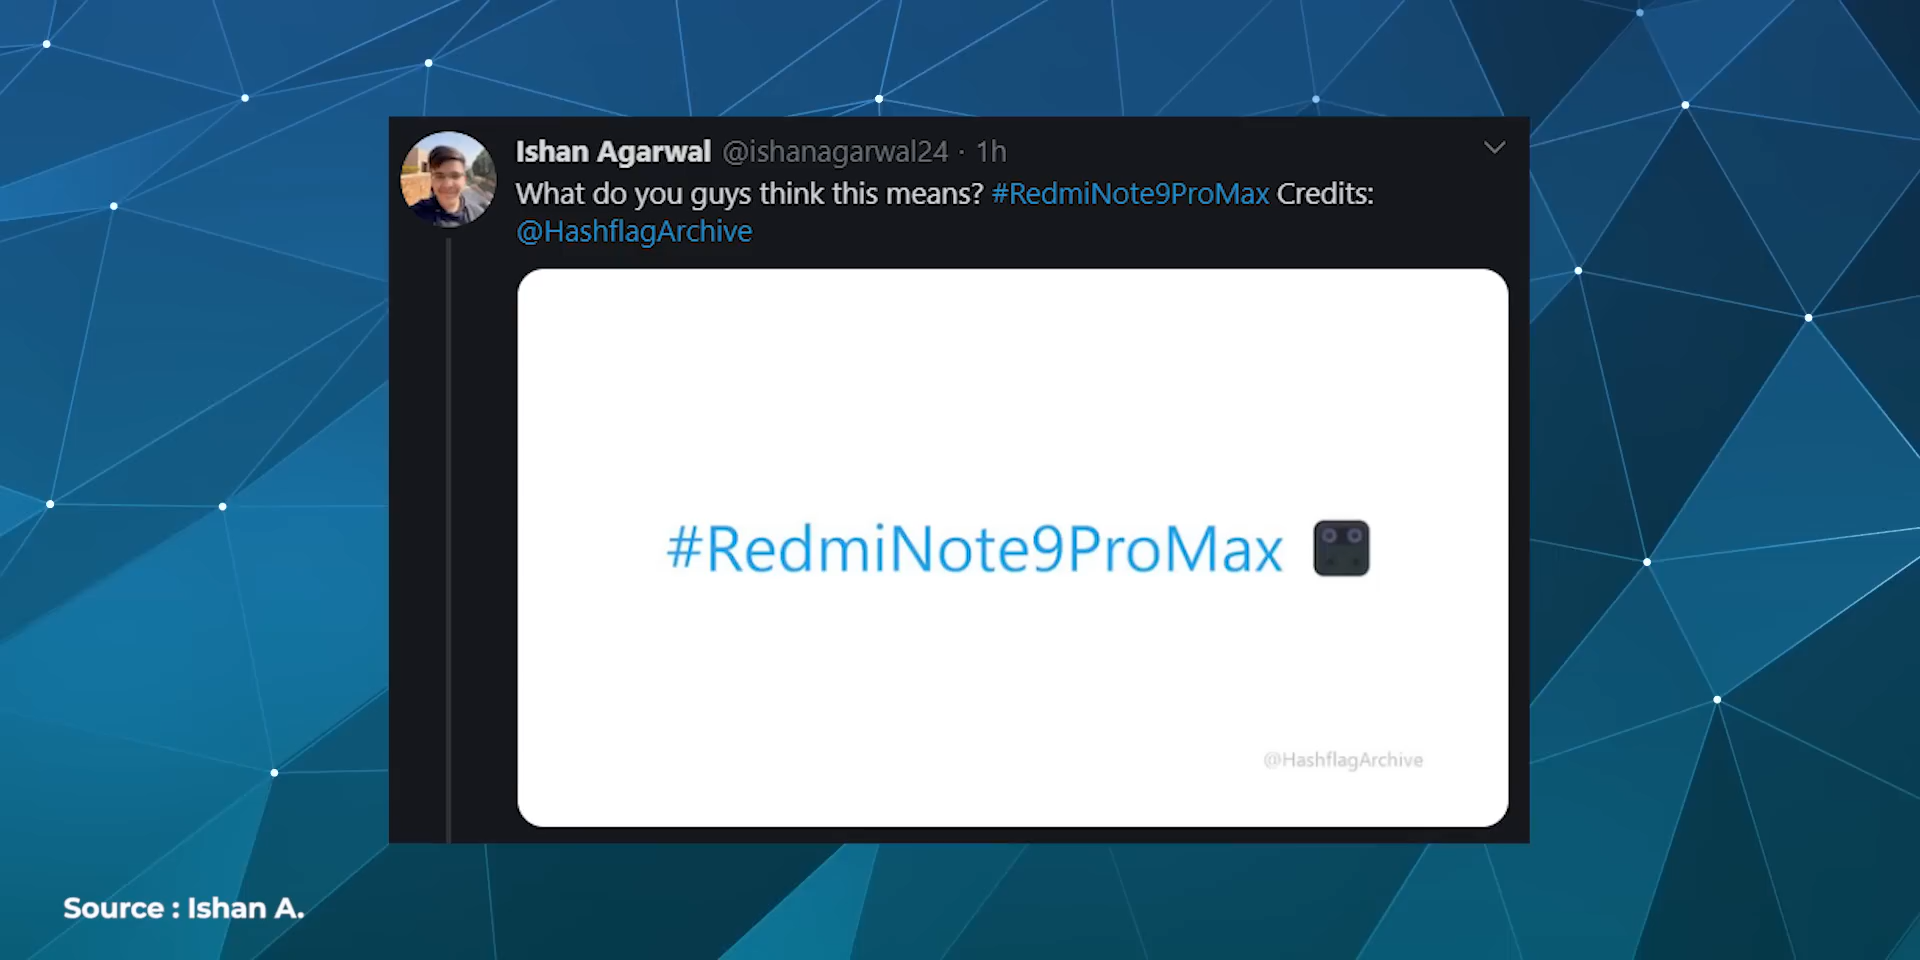 Ishan Agarwal @ishanagarwal24 · 1h
What do you guys think this means? #RedmiNote9ProMax Credits:
@HashflagArchive
#RedmiNote9ProMax
@HashflagArchive
Source : Ishan A.